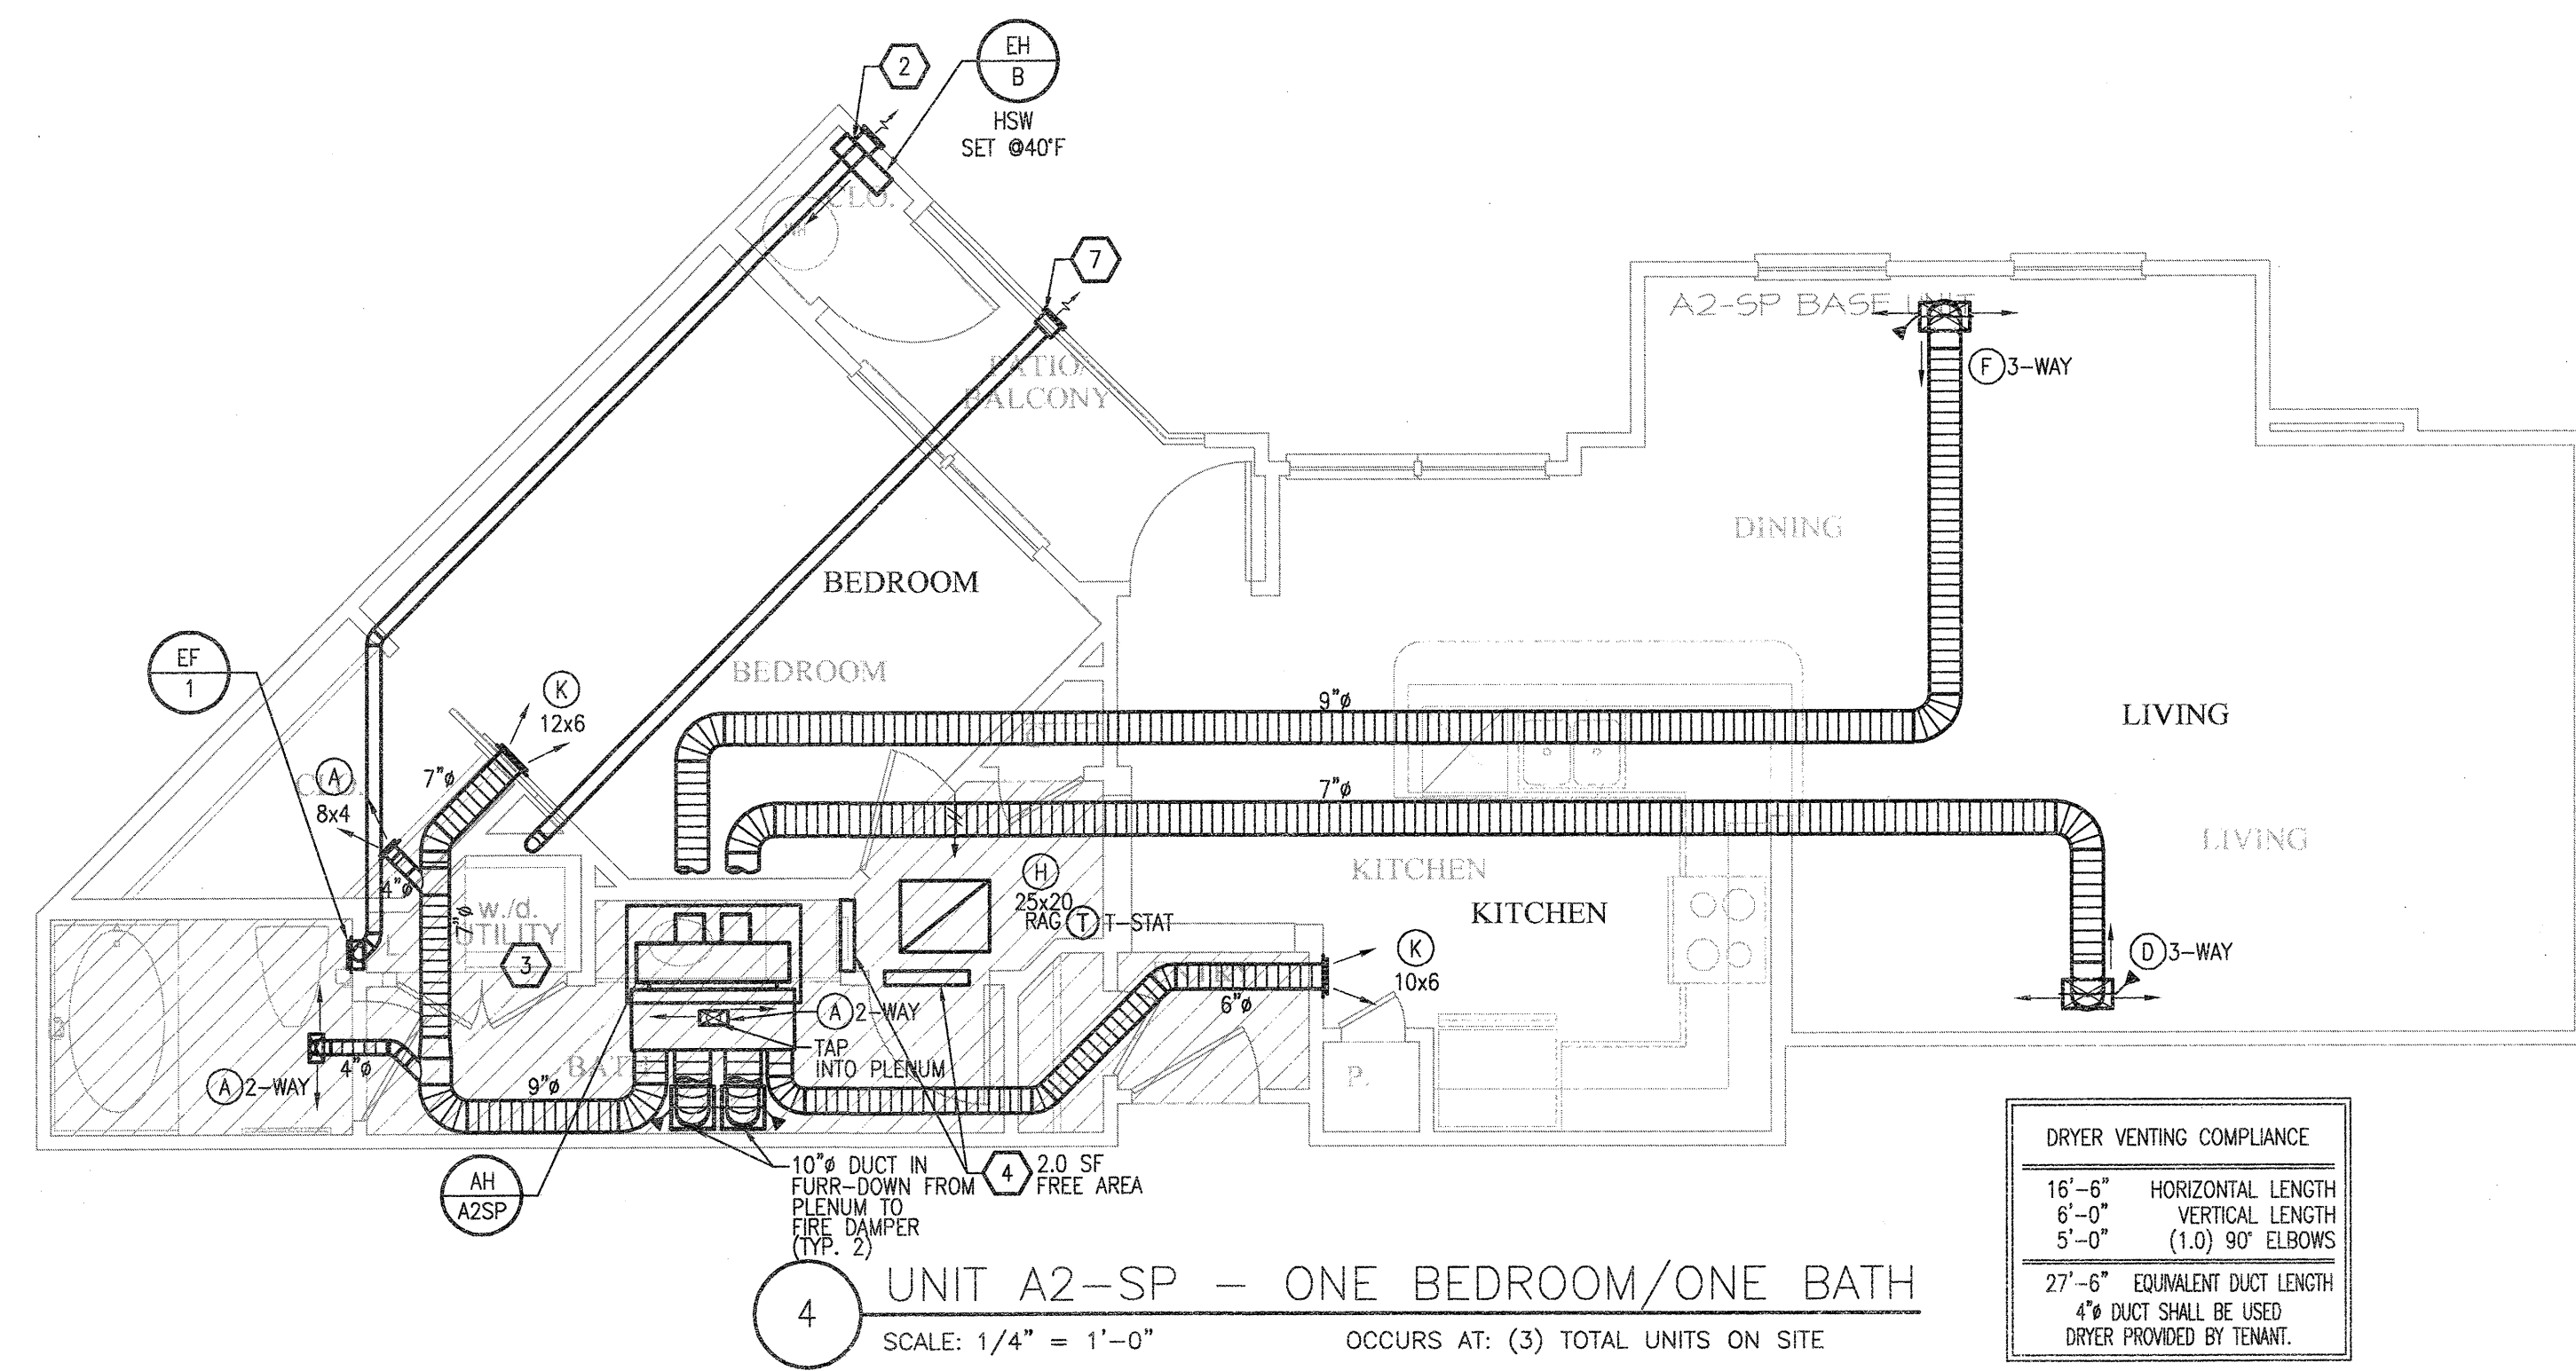 2
EH
B
HSW
SET @40°F
CLO.
WH
7
A2-SP BASE UNIT
PATIO/
BALCONY
F 3-WAY
DINING
BEDROOM
BEDROOM
EF
1
K
12x6
9"ø
LIVING
7"ø
A
8x4
CLO.
7"ø
LIVING
4"ø
7"ø
w./d.
UTILITY
3
H
25x20
RAG T T-STAT
KITCHEN
KITCHEN
K
10x6
6"ø
D 3-WAY
A 2-WAY
TAP
INTO PLENUM
4"ø
A 2-WAY
BATH
9"ø
P.
AH
A2SP
10"ø DUCT IN
FURR-DOWN FROM
PLENUM TO
FIRE DAMPER
(TYP. 2)
4
2.0 SF
FREE AREA
DRYER VENTING COMPLIANCE
16'-6" HORIZONTAL LENGTH
6'-0" VERTICAL LENGTH
5'-0" (1.0) 90° ELBOWS
27'-6" EQUIVALENT DUCT LENGTH
4"ø DUCT SHALL BE USED
DRYER PROVIDED BY TENANT.
4
UNIT A2-SP - ONE BEDROOM/ONE BATH
SCALE: 1/4" = 1'-0"
OCCURS AT: (3) TOTAL UNITS ON SITE